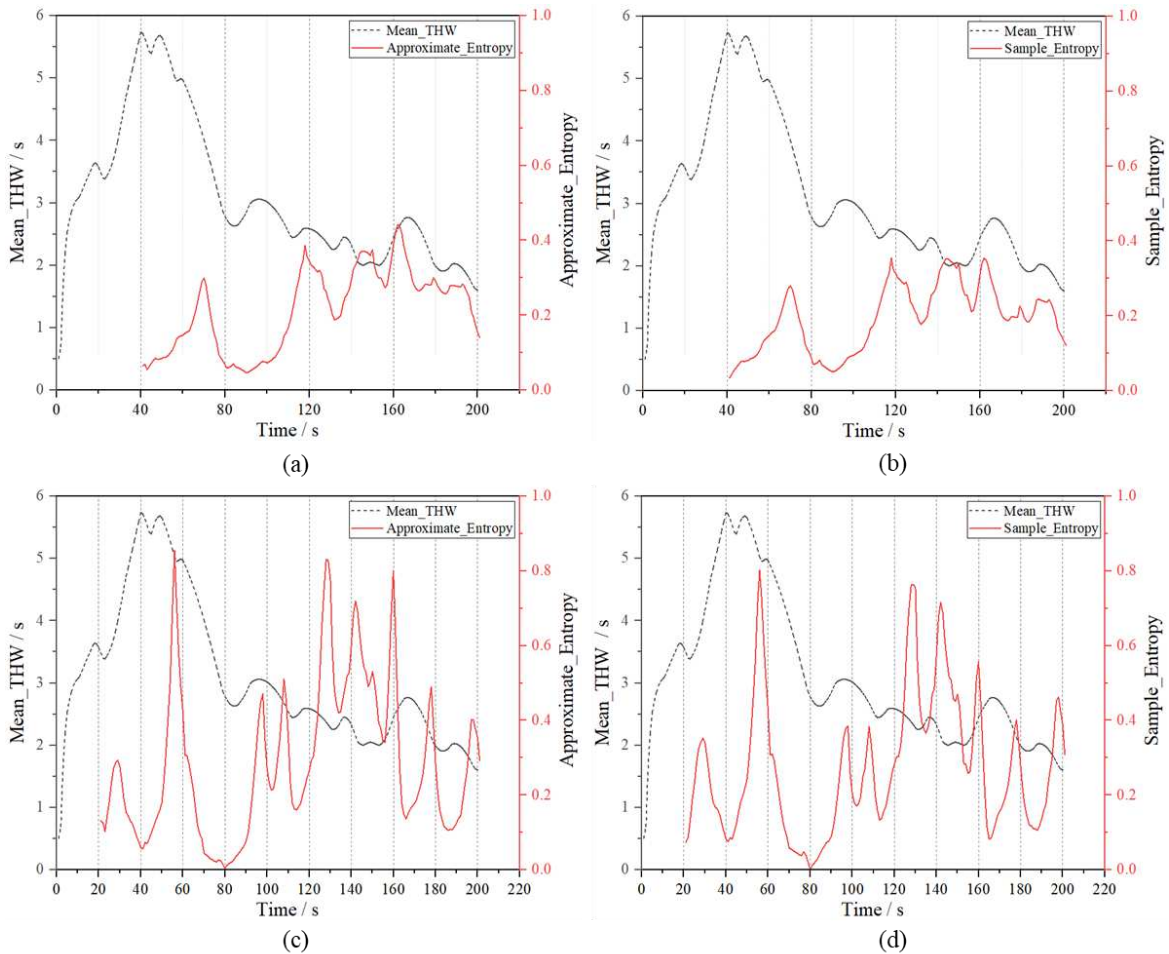 6
5
4
3
2
1
0
Mean_THW / s
Mean_THW
Approximate_Entropy
1.0
0.8
0.6
0.4
0.2
0.0
Approximate_Entropy
0 40 80 120 160 200
Time / s
(a)
6
5
4
3
2
1
0
Mean_THW / s
Mean_THW
Sample_Entropy
1.0
0.8
0.6
0.4
0.2
0.0
Sample_Entropy
0 40 80 120 160 200
Time / s
(b)
6
5
4
3
2
1
0
Mean_THW / s
Mean_THW
Approximate_Entropy
1.0
0.8
0.6
0.4
0.2
0.0
Approximate_Entropy
0 20 40 60 80 100 120 140 160 180 200 220
Time / s
(c)
6
5
4
3
2
1
0
Mean_THW / s
Mean_THW
Sample_Entropy
1.0
0.8
0.6
0.4
0.2
0.0
Sample_Entropy
0 20 40 60 80 100 120 140 160 180 200 220
Time / s
(d)